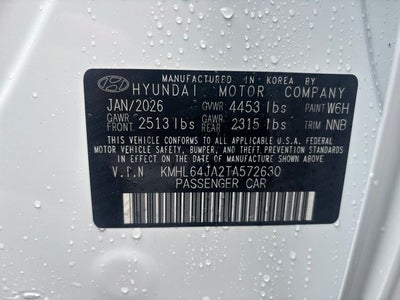 MANUFACTURED IN KOREA BY
HYUNDAI MOTOR COMPANY
JAN/2026 GVWR 4453 lbs PAINT W6H
GAWR FRONT 2513 lbs GAWR REAR 2315 lbs TRIM NNB
THIS VEHICLE CONFORMS TO ALL APPLICABLE U.S.A. FEDERAL
MOTOR VEHICLE SAFETY, BUMPER, AND THEFT PREVENTION
STANDARDS IN EFFECT ON THE DATE OF MANUFACTURE SHOWN ABOVE.
V.I.N KMHL64JA2TA572630
PASSENGER CAR